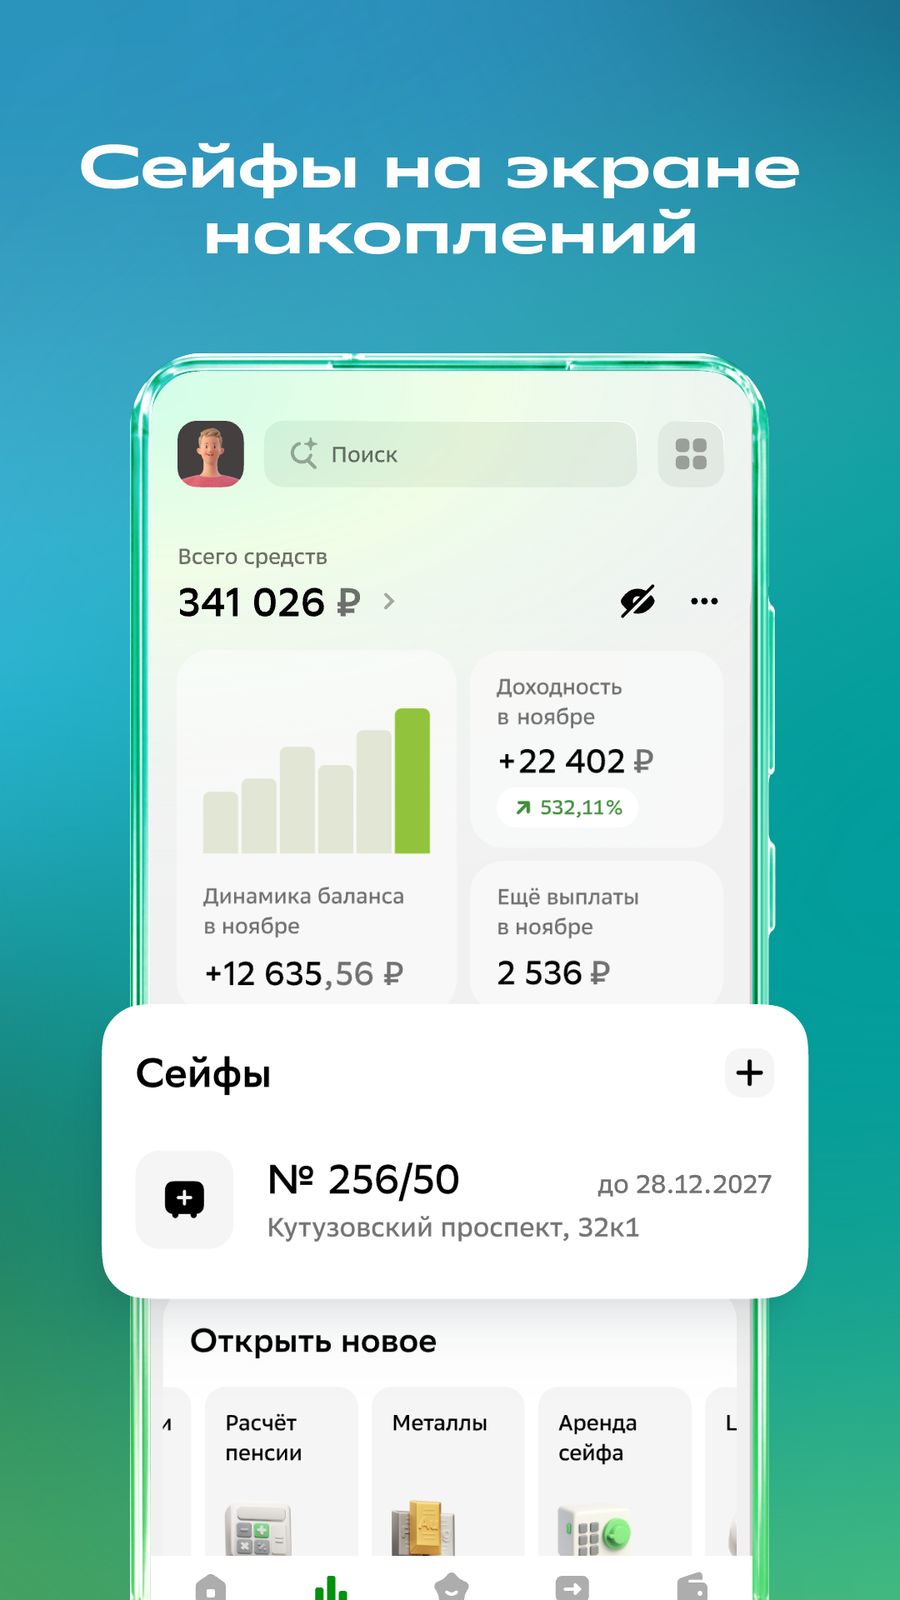 Сейфы на экране
накоплений
Поиск
Всего средств
341 026 ₽
Доходность
в ноябре
+22 402 ₽
532,11%
Динамика баланса
в ноябре
+12 635,56 ₽
Ещё выплаты
в ноябре
2 536 ₽
Сейфы
№ 256/50
до 28.12.2027
Кутузовский проспект, 32к1
Открыть новое
Расчёт
пенсии
Металлы
Аренда
сейфа